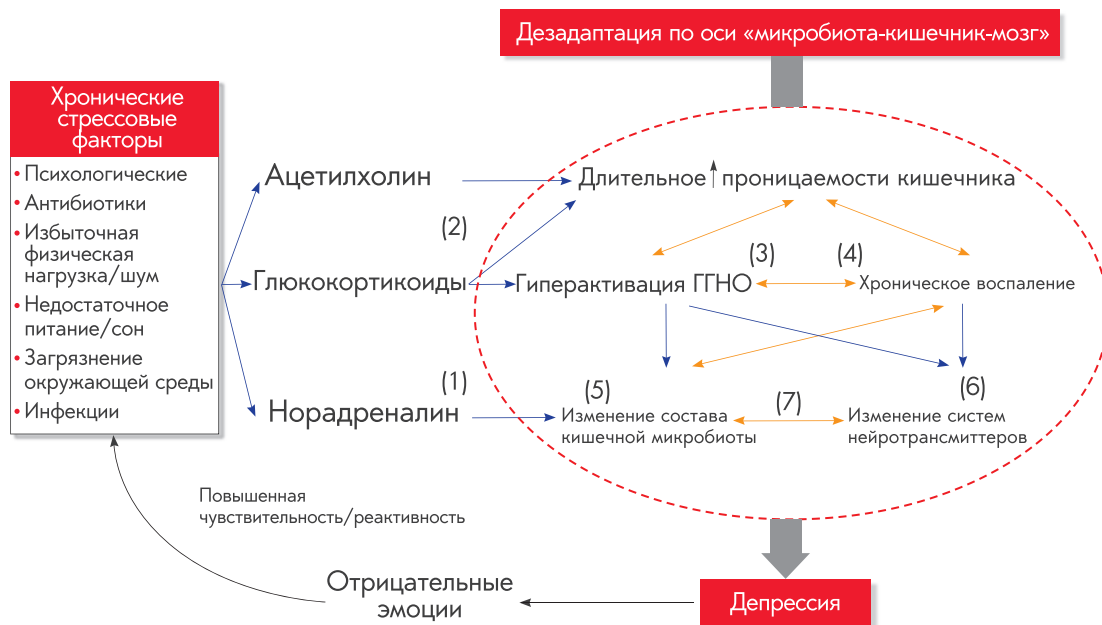 Дезадаптация по оси «микробиота-кишечник-мозг»
Хронические
стрессовые
факторы
• Психологические
• Антибиотики
• Избыточная
физическая
нагрузка/шум
• Недостаточное
питание/сон
• Загрязнение
окружающей среды
• Инфекции
Ацетилхолин
Длительное ↑ проницаемости кишечника
(2)
(3)
(4)
Глюкокортикоиды
Гиперактивация ГГНО
Хроническое воспаление
(1)
(5)
(6)
(7)
Норадреналин
Изменение состава
кишечной микробиоты
Изменение систем
нейротрансмиттеров
Повышенная
чувствительность/реактивность
Отрицательные
эмоции
Депрессия